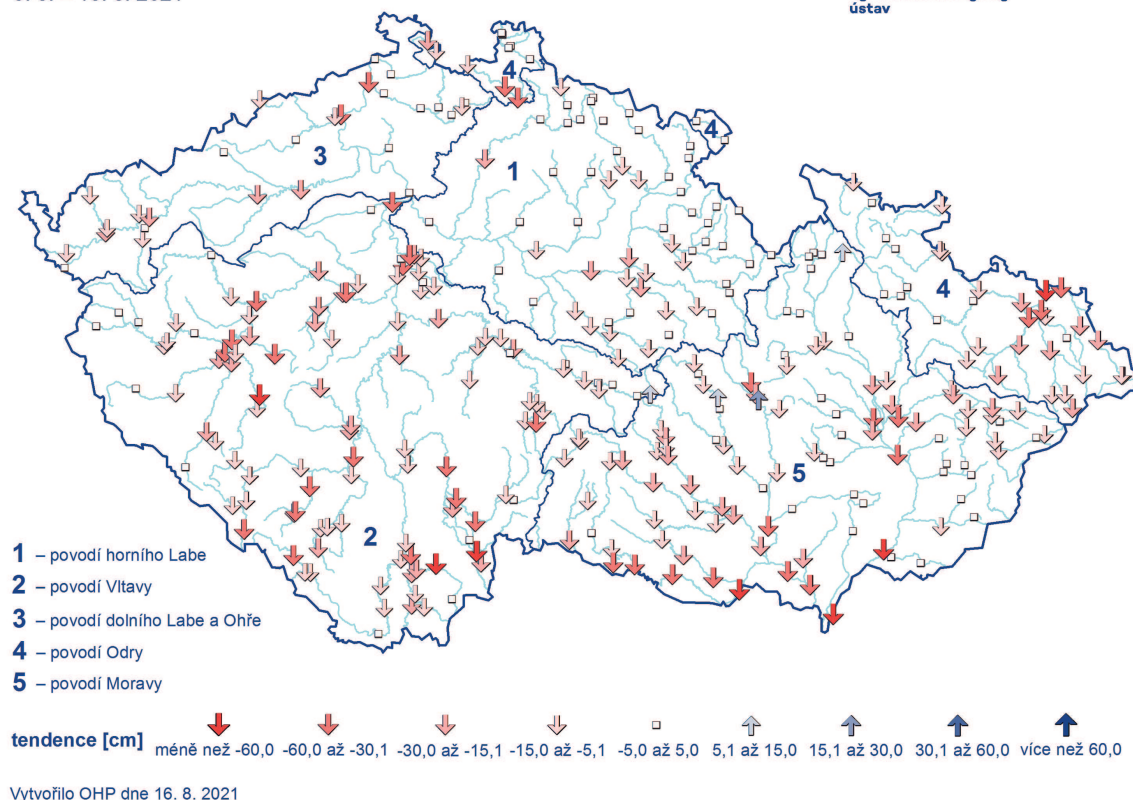 ústav
4
4
1
3
4
5
2
1 – povodí horního Labe
2 – povodí Vltavy
3 – povodí dolního Labe a Ohře
4 – povodí Odry
5 – povodí Moravy
tendence [cm]
méně než -60,0 -60,0 až -30,1 -30,0 až -15,1 -15,0 až -5,1 -5,0 až 5,0 5,1 až 15,0 15,1 až 30,0 30,1 až 60,0 více než 60,0
Vytvořilo OHP dne 16. 8. 2021